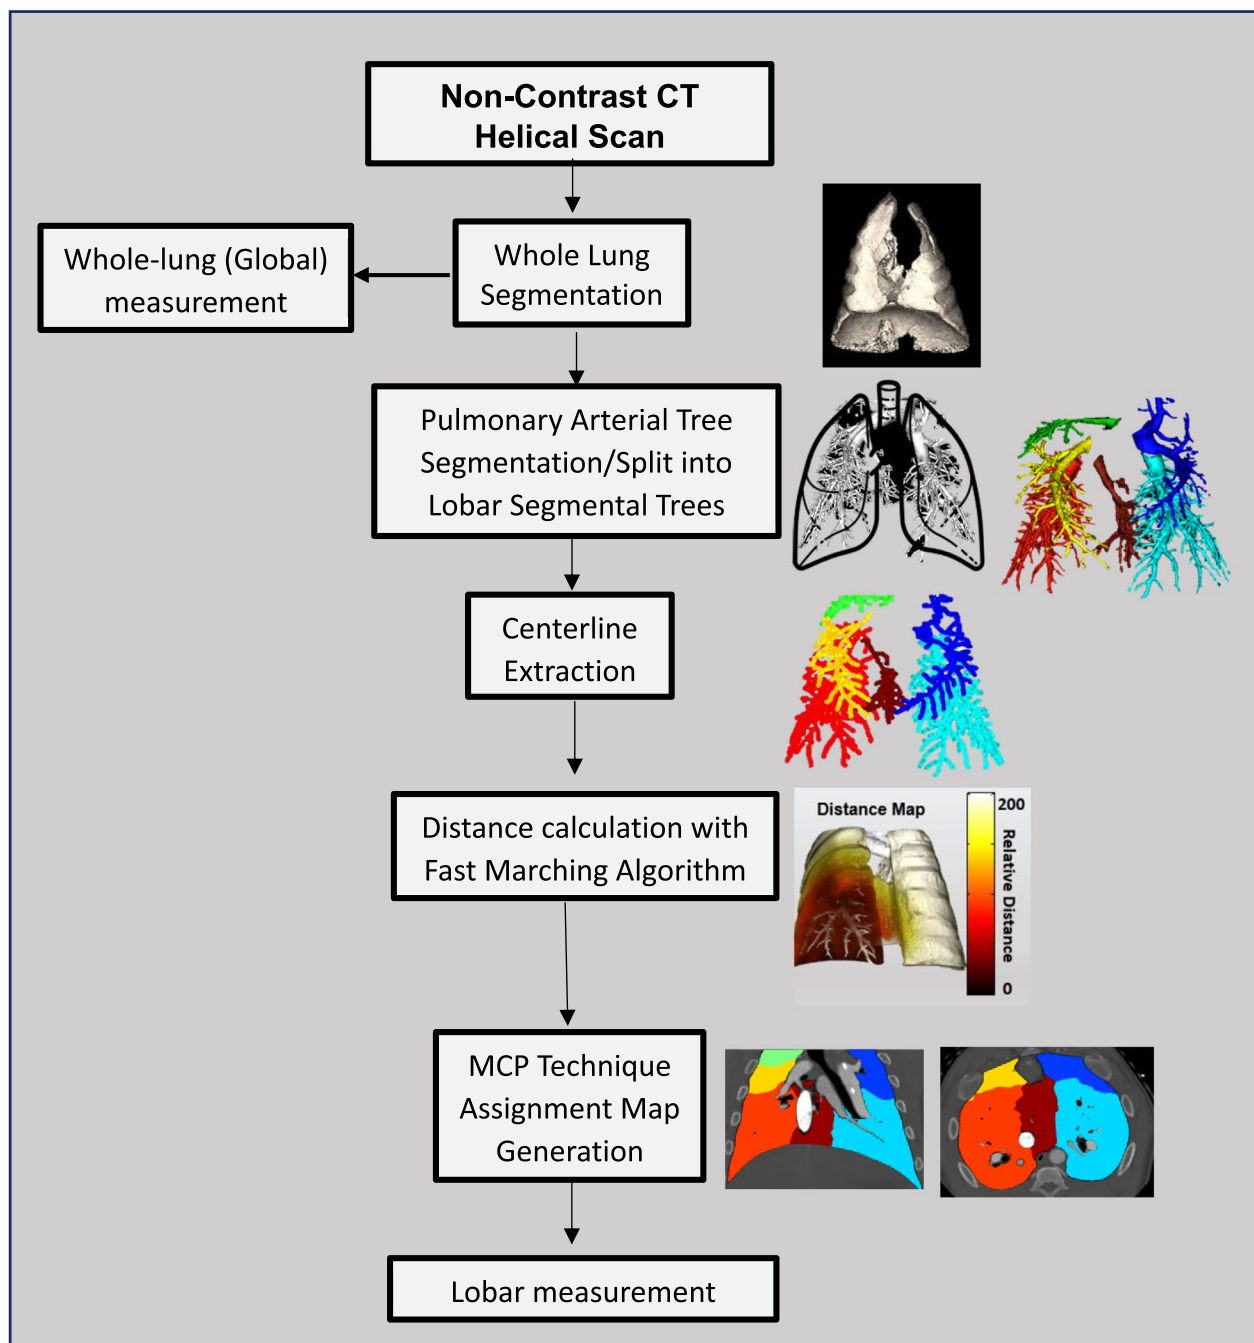 Non-Contrast CT
Helical Scan
Whole-lung (Global)
measurement
Whole Lung
Segmentation
Pulmonary Arterial Tree
Segmentation/Split into
Lobar Segmental Trees
Centerline
Extraction
Distance calculation with
Fast Marching Algorithm
Distance Map
200
Relative Distance
0
MCP Technique
Assignment Map
Generation
Lobar measurement